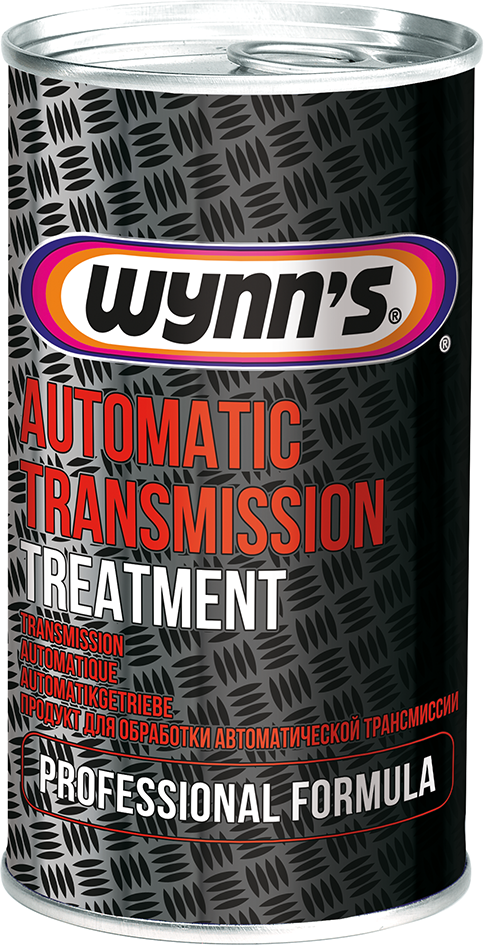 WYNN'S®
®
AUTOMATIC
TRANSMISSION
TREATMENT
TRANSMISSION
AUTOMATIQUE
AUTOMATIKGETRIEBE
ПРОДУКТ ДЛЯ ОБРАБОТКИ АВТОМАТИЧЕСКОЙ ТРАНСМИССИИ
PROFESSIONAL FORMULA